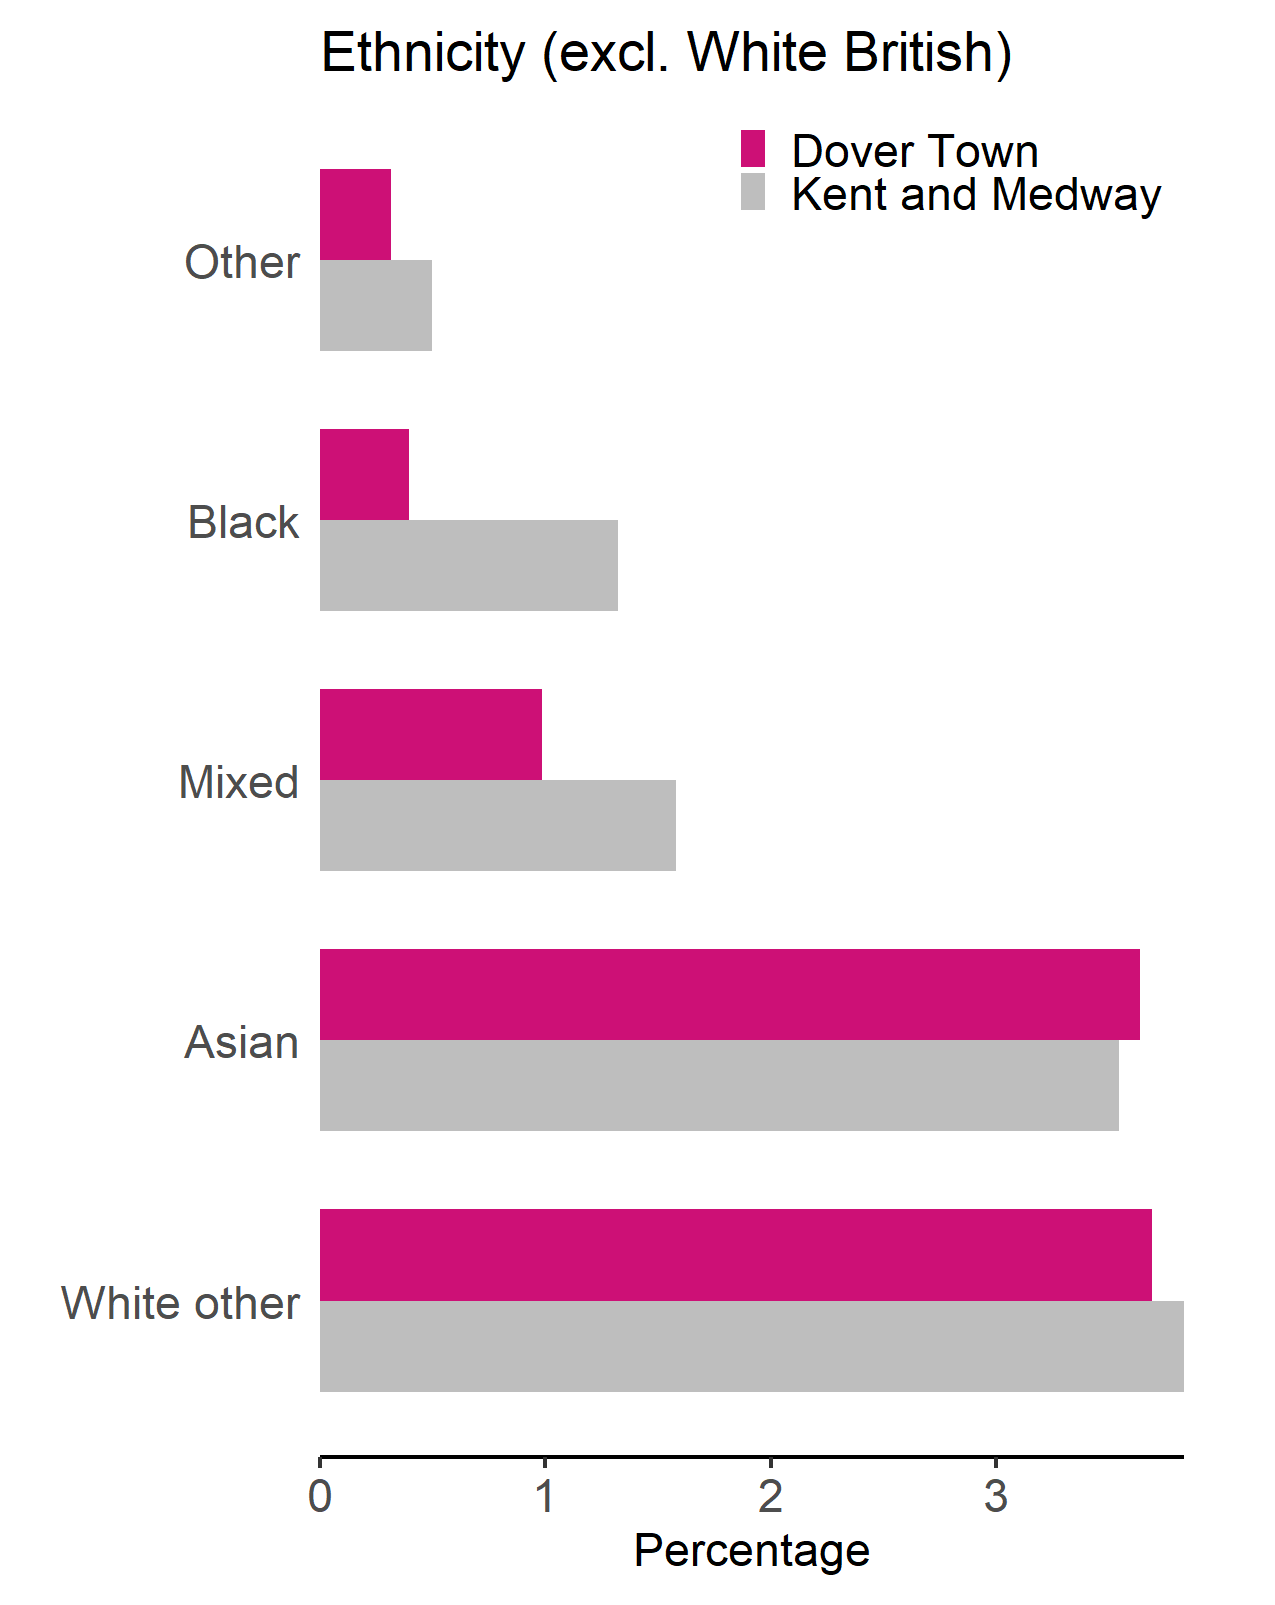 Ethnicity (excl. White British)
Dover Town
Kent and Medway
Other
Black
Mixed
Asian
White other
0 1 2 3
Percentage